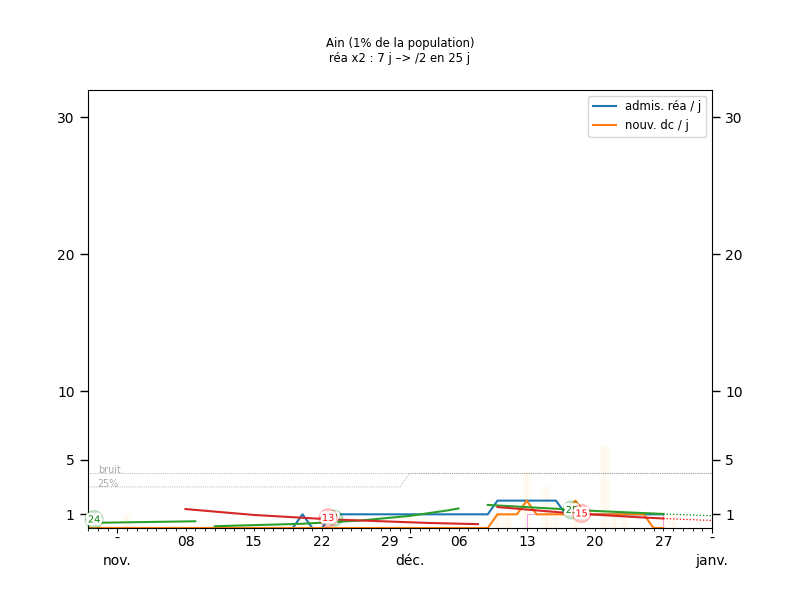 Ain (1% de la population)
réa x2 : 7 j –> /2 en 25 j
admis. réa / j
nouv. dc / j
30 30
20 20
10 10
5 5
bruit
25%
1 1
24 13 25 15
- 08 15 22 29 - 06 13 20 27 -
nov. déc. janv.